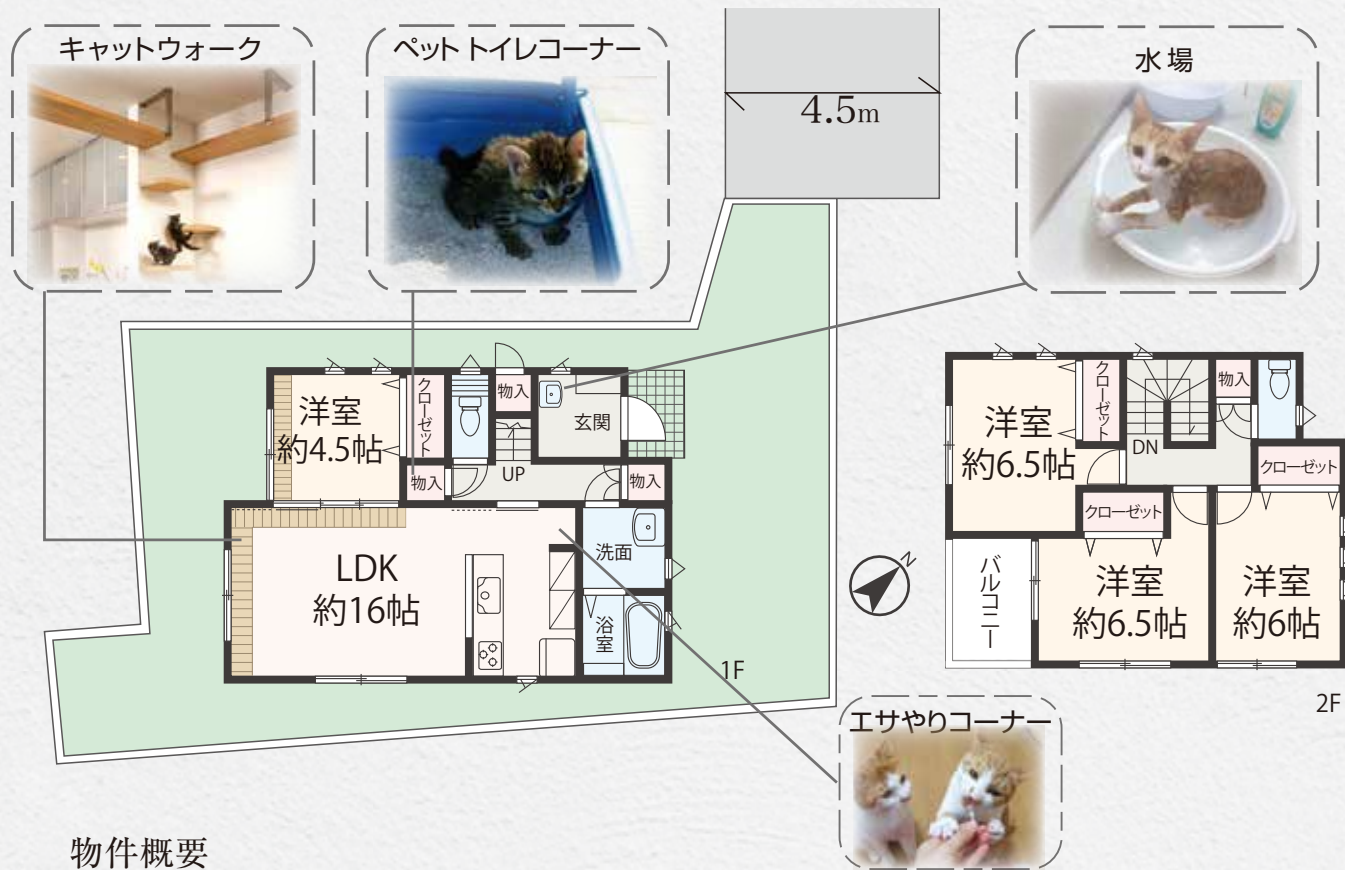 キャットウォーク
ペットトイレコーナー
水場
4.5m
洋室
約4.5帖
クローゼット
物入
玄関
物入
UP
物入
LDK
約16帖
洗面
浴室
1F
N
洋室
約6.5帖
クローゼット
DN
物入
クローゼット
クローゼット
バルコニー
洋室
約6.5帖
洋室
約6帖
2F
エサやりコーナー
物件概要